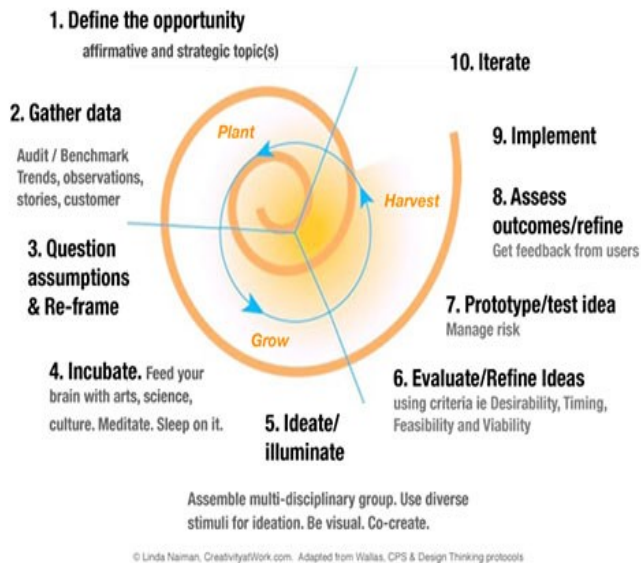 1. Define the opportunity
affirmative and strategic topic(s)
10. Iterate
2. Gather data
Audit / Benchmark
Trends, observations,
stories, customer
Plant
9. Implement
Harvest
8. Assess
outcomes/refine
Get feedback from users
3. Question
assumptions
& Re-frame
7. Prototype/test idea
Manage risk
Grow
4. Incubate. Feed your
brain with arts, science,
culture. Meditate. Sleep on it.
6. Evaluate/Refine Ideas
using criteria ie Desirability, Timing,
Feasibility and Viability
5. Ideate/
illuminate
Assemble multi-disciplinary group. Use diverse
stimuli for ideation. Be visual. Co-create.
© Linda Naiman, CreativityatWork.com. Adapted from Wallas, CPS & Design Thinking protocols